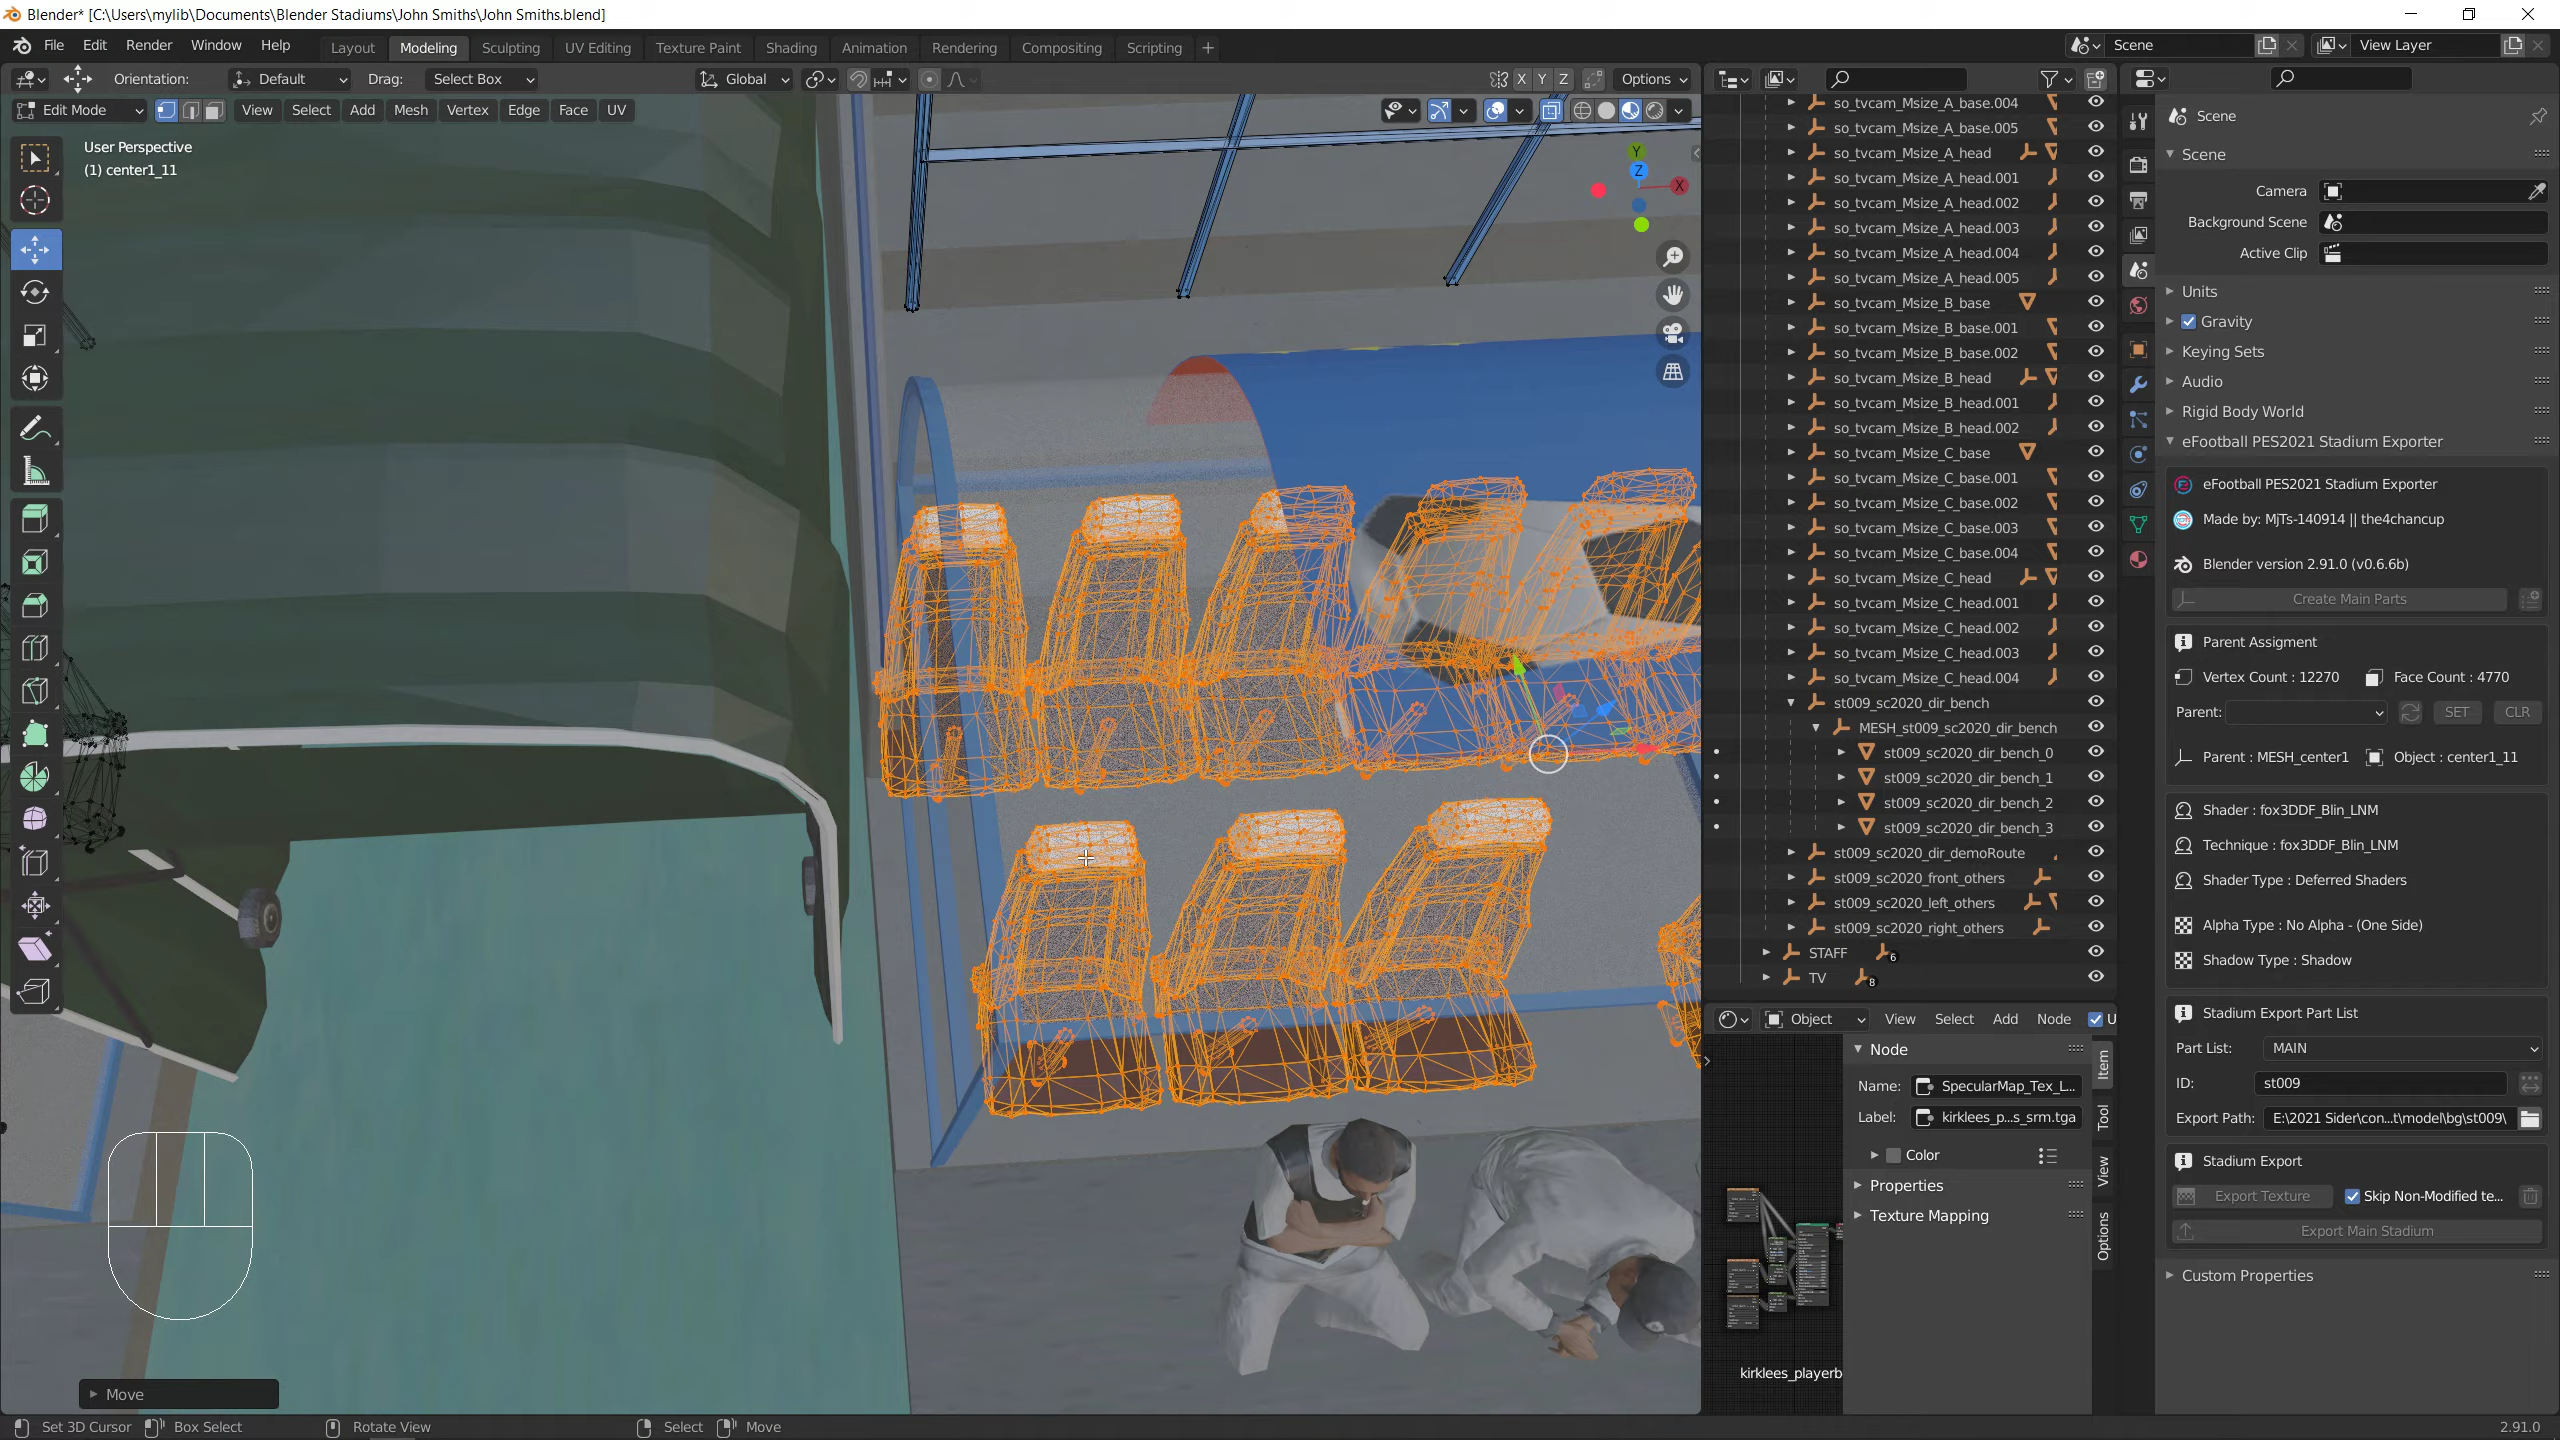 Blender* [C:\Users\mylib\Documents\Blender Stadiums\John Smiths\John Smiths.blend]
File Edit Render Window Help
Layout Modeling Sculpting UV Editing Texture Paint Shading Animation Rendering Compositing Scripting +
Scene
View Layer
Orientation: Default Drag: Select Box Global X Y Z Options
Edit Mode View Select Add Mesh Vertex Edge Face UV
User Perspective
(1) center1_11
Y
Z
X
so_tvcam_Msize_A_base.004
so_tvcam_Msize_A_base.005
so_tvcam_Msize_A_head
so_tvcam_Msize_A_head.001
so_tvcam_Msize_A_head.002
so_tvcam_Msize_A_head.003
so_tvcam_Msize_A_head.004
so_tvcam_Msize_A_head.005
so_tvcam_Msize_B_base
so_tvcam_Msize_B_base.001
so_tvcam_Msize_B_base.002
so_tvcam_Msize_B_head
so_tvcam_Msize_B_head.001
so_tvcam_Msize_B_head.002
so_tvcam_Msize_C_base
so_tvcam_Msize_C_base.001
so_tvcam_Msize_C_base.002
so_tvcam_Msize_C_base.003
so_tvcam_Msize_C_base.004
so_tvcam_Msize_C_head
so_tvcam_Msize_C_head.001
so_tvcam_Msize_C_head.002
so_tvcam_Msize_C_head.003
so_tvcam_Msize_C_head.004
st009_sc2020_dir_bench
MESH_st009_sc2020_dir_bench
st009_sc2020_dir_bench_0
st009_sc2020_dir_bench_1
st009_sc2020_dir_bench_2
st009_sc2020_dir_bench_3
st009_sc2020_dir_demoRoute
st009_sc2020_front_others
st009_sc2020_left_others
st009_sc2020_right_others
STAFF 6
TV 8
Object View Select Add Node U
Node
Name: SpecularMap_Tex_L...
Label: kirklees_p...s_srm.tga
Color
Properties
Texture Mapping
Item
Tool
View
Options
kirklees_playerb
Scene
Scene
Camera
Background Scene
Active Clip
Units
Gravity
Keying Sets
Audio
Rigid Body World
eFootball PES2021 Stadium Exporter
eFootball PES2021 Stadium Exporter
Made by: MjTs-140914 || the4chancup
Blender version 2.91.0 (v0.6.6b)
Create Main Parts
Parent Assigment
Vertex Count : 12270 Face Count : 4770
Parent: SET CLR
Parent : MESH_center1 Object : center1_11
Shader : fox3DDF_Blin_LNM
Technique : fox3DDF_Blin_LNM
Shader Type : Deferred Shaders
Alpha Type : No Alpha - (One Side)
Shadow Type : Shadow
Stadium Export Part List
Part List: MAIN
ID: st009
Export Path: E:\2021 Sider\con...t\model\bg\st009\
Stadium Export
Export Texture Skip Non-Modified te...
Export Main Stadium
Custom Properties
Move
Set 3D Cursor Box Select Rotate View Select Move 2.91.0